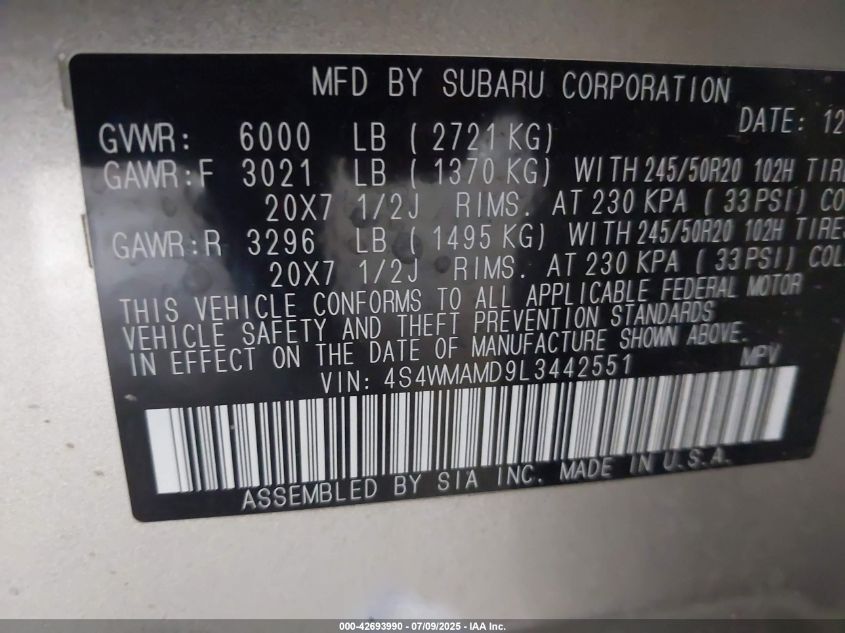 MFD BY SUBARU CORPORATION
DATE: 12
GVWR: 6000 LB ( 2721 KG)
GAWR:F 3021 LB ( 1370 KG) WITH 245/50R20 102H TIRE
20X7 1/2J RIMS. AT 230 KPA ( 33 PSI) CO
GAWR:R 3296 LB ( 1495 KG) WITH 245/50R20 102H TIRES
20X7 1/2J RIMS. AT 230 KPA ( 33 PSI) COL
THIS VEHICLE CONFORMS TO ALL APPLICABLE FEDERAL MOTOR
VEHICLE SAFETY AND THEFT PREVENTION STANDARDS
IN EFFECT ON THE DATE OF MANUFACTURE SHOWN ABOVE.
VIN: 4S4WMAMD9L3442551 MPV
ASSEMBLED BY SIA INC. MADE IN U.S.A.
000-42693990 - 07/09/2025 - IAA Inc.